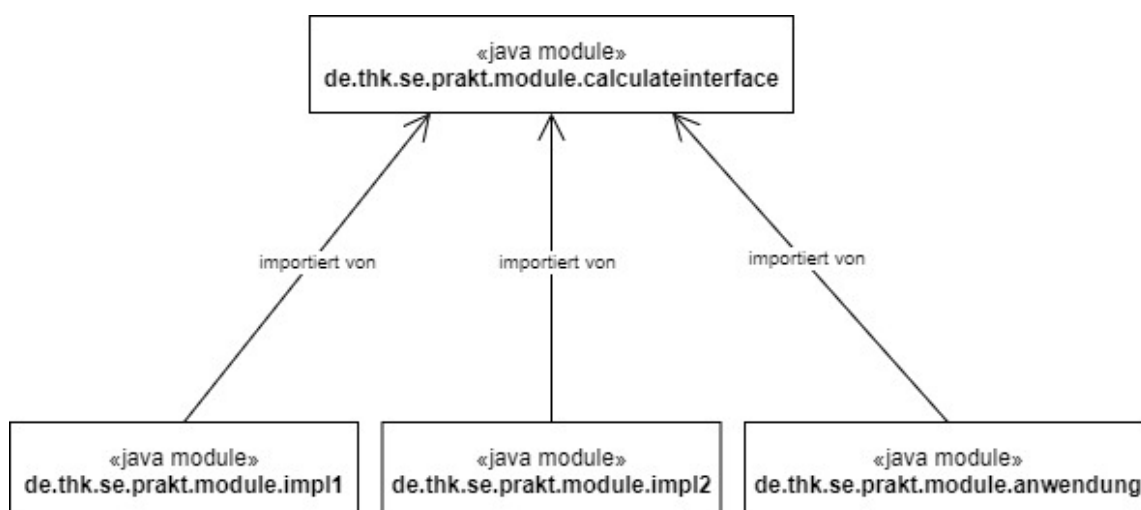 «java module»
de.thk.se.prakt.module.calculateinterface
importiert von
importiert von
importiert von
«java module»
de.thk.se.prakt.module.impl1
«java module»
de.thk.se.prakt.module.impl2
«java module»
de.thk.se.prakt.module.anwendung